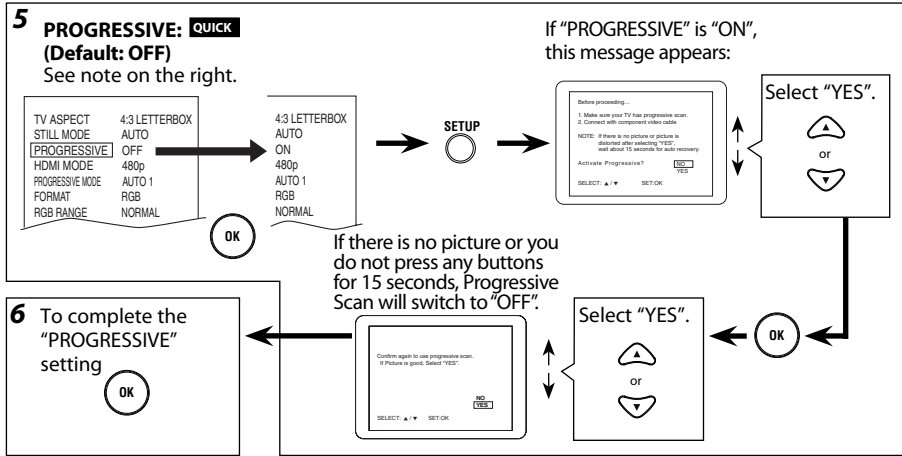 5
PROGRESSIVE: QUICK
(Default: OFF)
See note on the right.
TV ASPECT 4:3 LETTERBOX
STILL MODE AUTO
PROGRESSIVE OFF
HDMI MODE 480p
PROGRESSIVE MODE AUTO 1
FORMAT RGB
RGB RANGE NORMAL
OK
4:3 LETTERBOX
AUTO
ON
480p
AUTO 1
RGB
NORMAL
SETUP
If “PROGRESSIVE” is “ON”,
this message appears:
Before proceeding...
1. Make sure your TV has progressive scan.
2. Connect with component video cable
NOTE: If there is no picture or picture is
distorted after selecting “YES”,
wait about 15 seconds for auto recovery.
Activate Progressive? NO
YES
SELECT: ▲ / ▼ SET:OK
Select “YES”.
or
OK
Select “YES”.
or
If there is no picture or you
do not press any buttons
for 15 seconds, Progressive
Scan will switch to “OFF”.
Confirm again to use progressive scan.
If Picture is good, Select “YES”.
NO
YES
SELECT: ▲ / ▼ SET:OK
6 To complete the
“PROGRESSIVE”
setting
OK